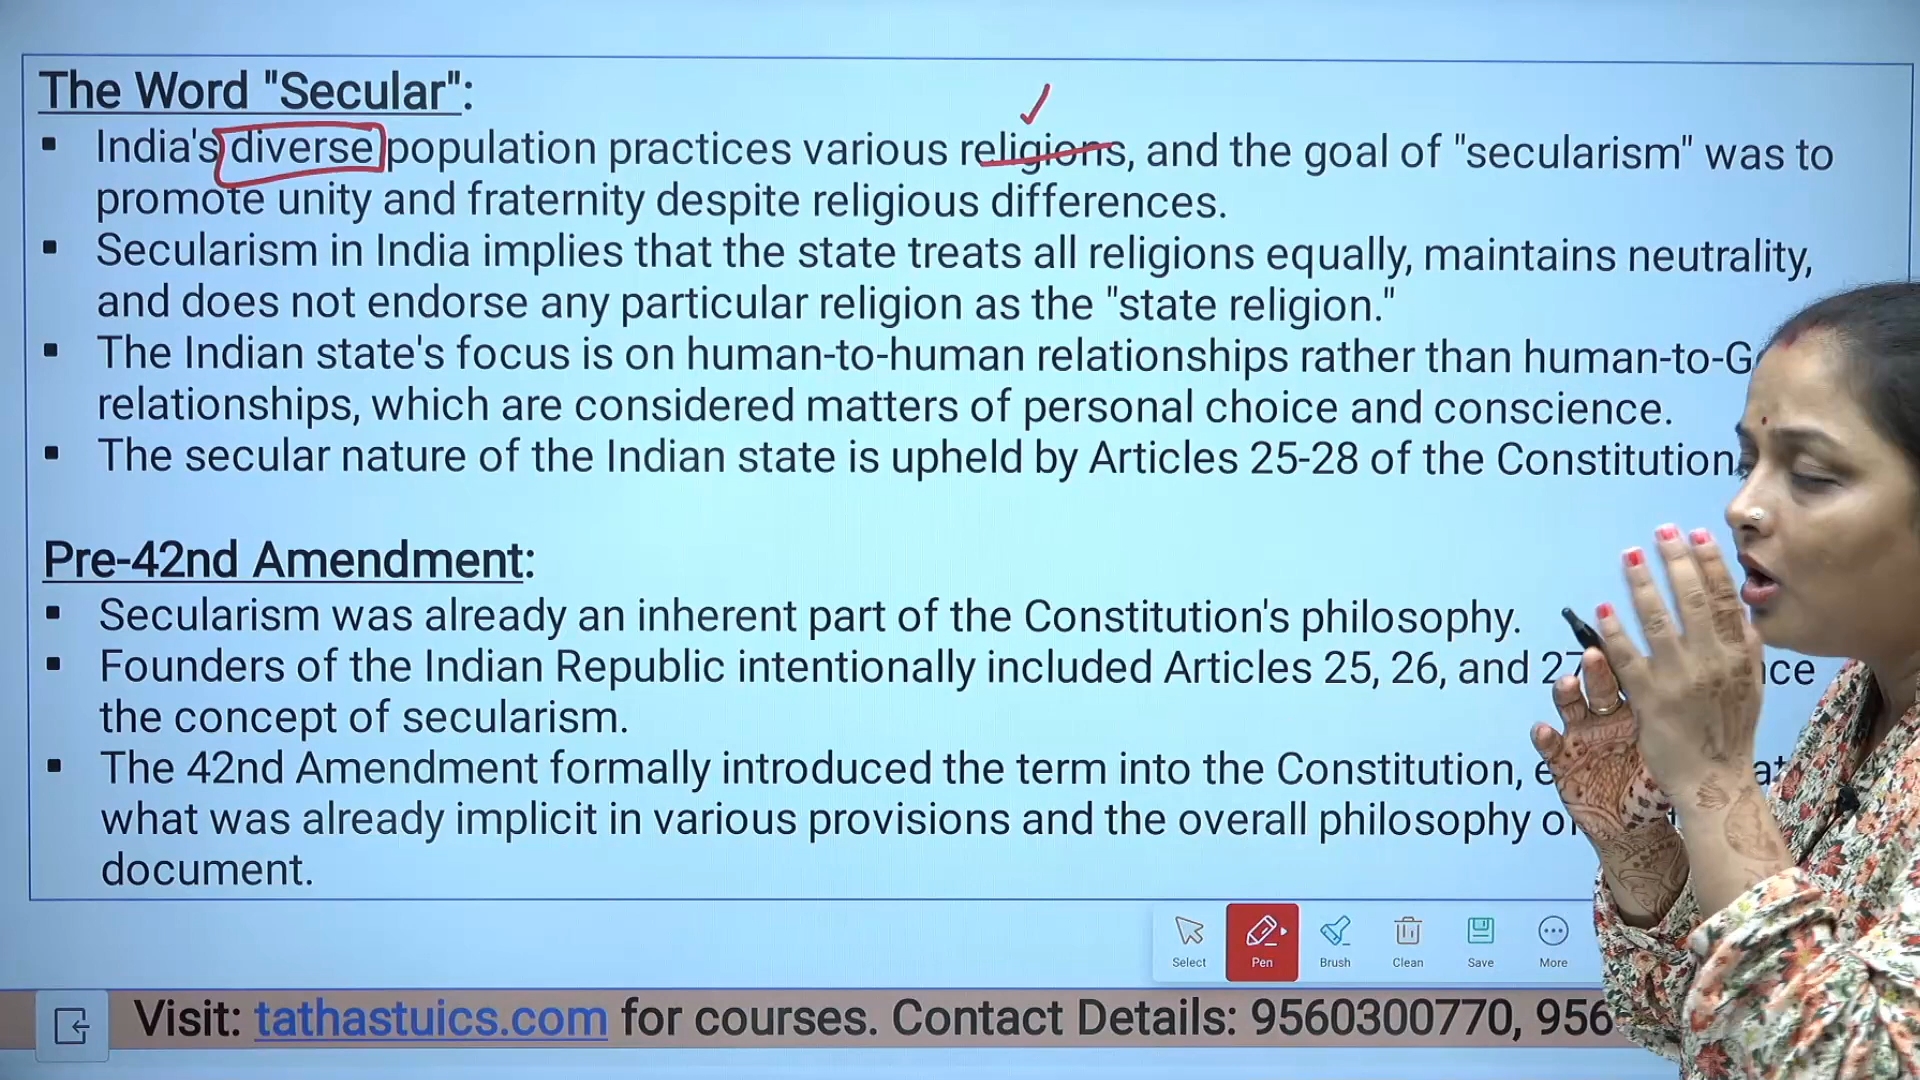 The Word "Secular":
▪ India's diverse population practices various religions, and the goal of "secularism" was to
promote unity and fraternity despite religious differences.
▪ Secularism in India implies that the state treats all religions equally, maintains neutrality,
and does not endorse any particular religion as the "state religion."
▪ The Indian state's focus is on human-to-human relationships rather than
relationships, which are considered matters of personal choice and conscience.
▪ The secular nature of the Indian state is upheld by Articles 25-28 of the Constitution
Pre-42nd Amendment:
▪ Secularism was already an inherent part of the Constitution's philosophy.
▪ Founders of the Indian Republic intentionally included Articles 25, 26, and 27
the concept of secularism.
▪ The 42nd Amendment formally introduced the term into the Constitution,
what was already implicit in various provisions and the overall philosophy
document.
Select Pen Brush Clean Save More
Visit: tathastuics.com for courses. Contact Details: 9560300770, 956